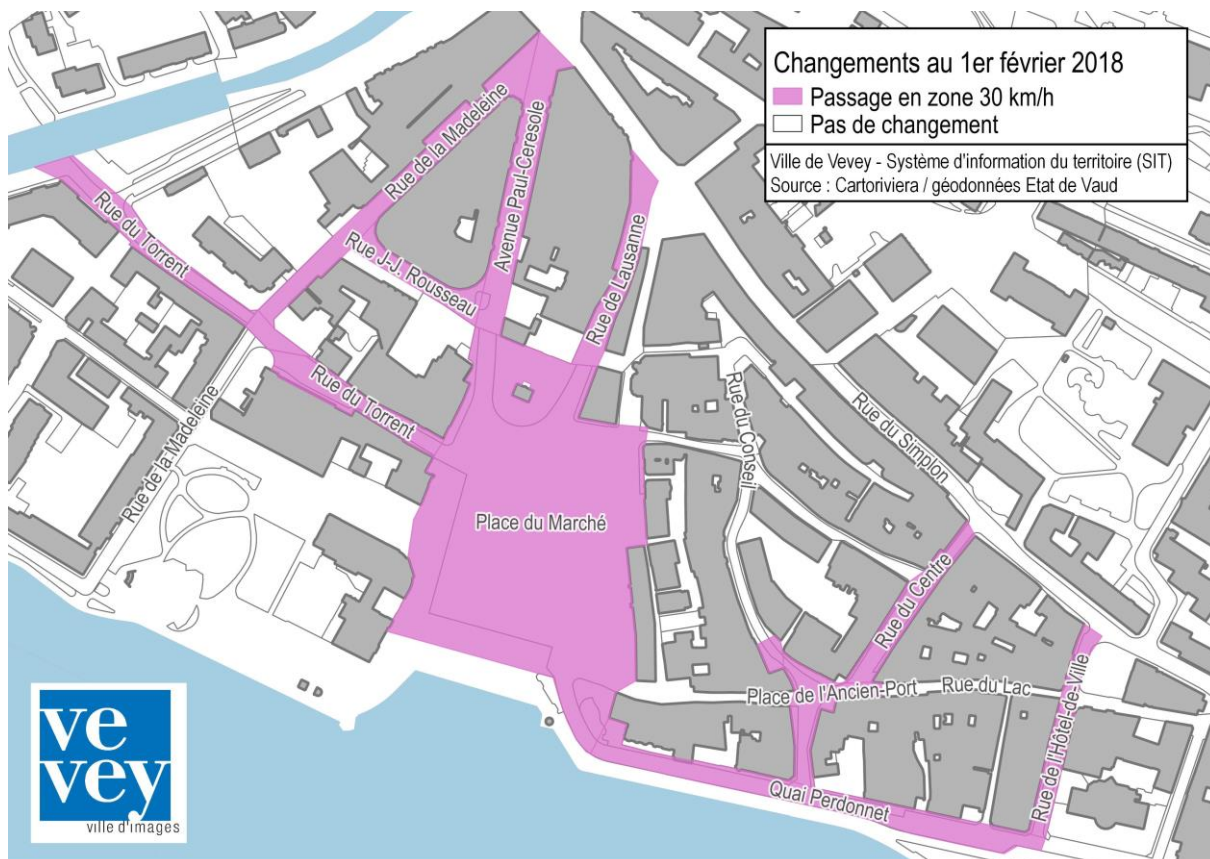 Changements au 1er février 2018
Passage en zone 30 km/h
Pas de changement
Ville de Vevey - Système d'information du territoire (SIT)
Source : Cartoriviera / géodonnées Etat de Vaud
Rue de la Madeleine
Avenue Paul-Ceresole
Rue du Torrent
Rue J-J. Rousseau
Rue de Lausanne
Rue du Torrent
Rue de la Madeleine
Rue du Conseil
Rue du Simplon
Place du Marché
Rue du Centre
Place de l'Ancien-Port
Rue du Lac
Rue de l'Hôtel-de-Ville
Quai Perdonnet
ve
vey
ville d'images